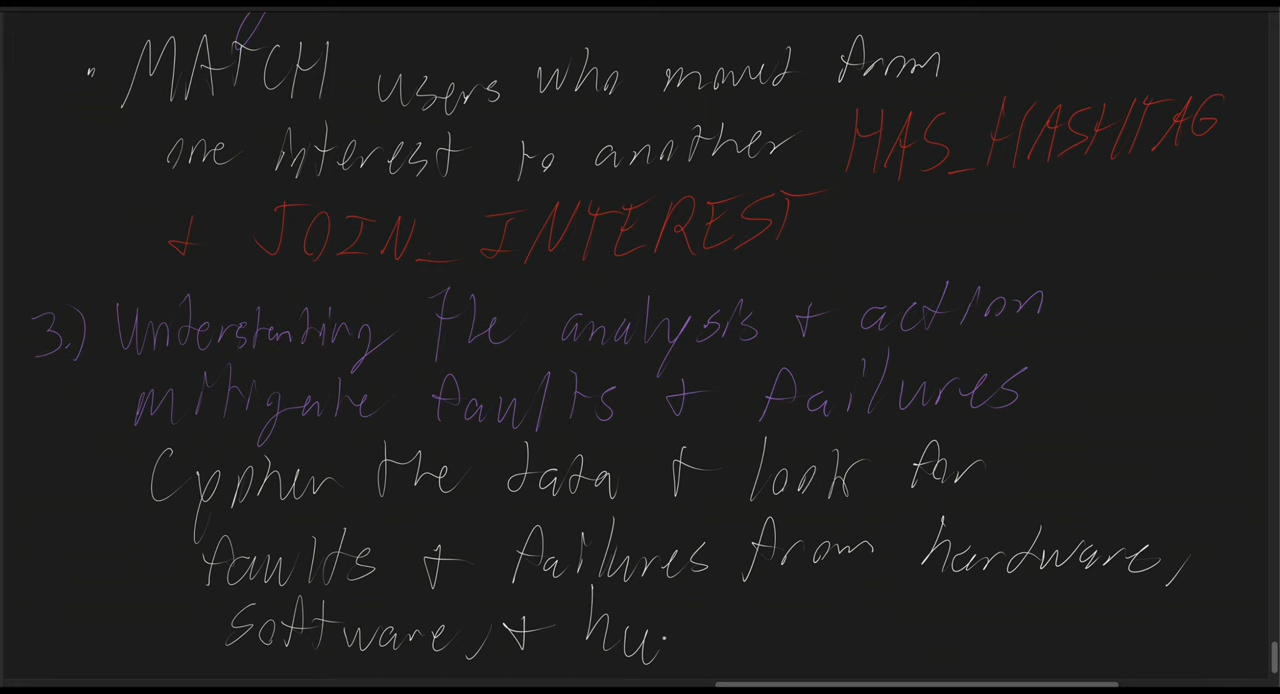 " MATCH users who moved from
one interest to another HAS_HASHTAG
+ JOIN_INTEREST
3.) Understanding the analysis + action
mitigate faults + failures
Cypher the data + look for
faults + failures from hardware,
software, + hu